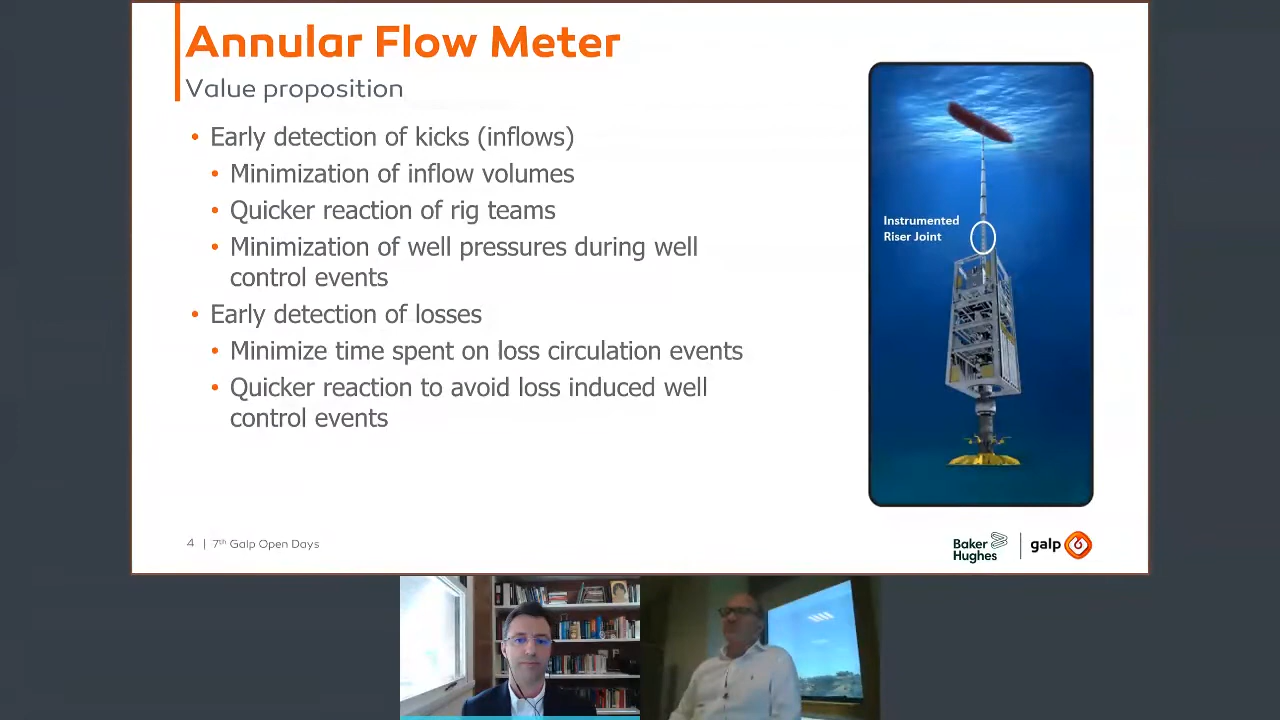 Annular Flow Meter
Value proposition
• Early detection of kicks (inflows)
• Minimization of inflow volumes
• Quicker reaction of rig teams
• Minimization of well pressures during well
control events
• Early detection of losses
• Minimize time spent on loss circulation events
• Quicker reaction to avoid loss induced well
control events
Instrumented
Riser Joint
4 | 7th Galp Open Days
Baker
Hughes
galp